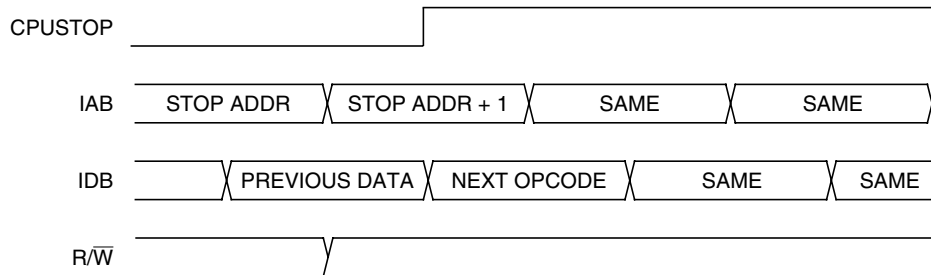 CPUSTOP
IAB STOP ADDR STOP ADDR + 1 SAME SAME
IDB PREVIOUS DATA NEXT OPCODE SAME SAME
R/W̅